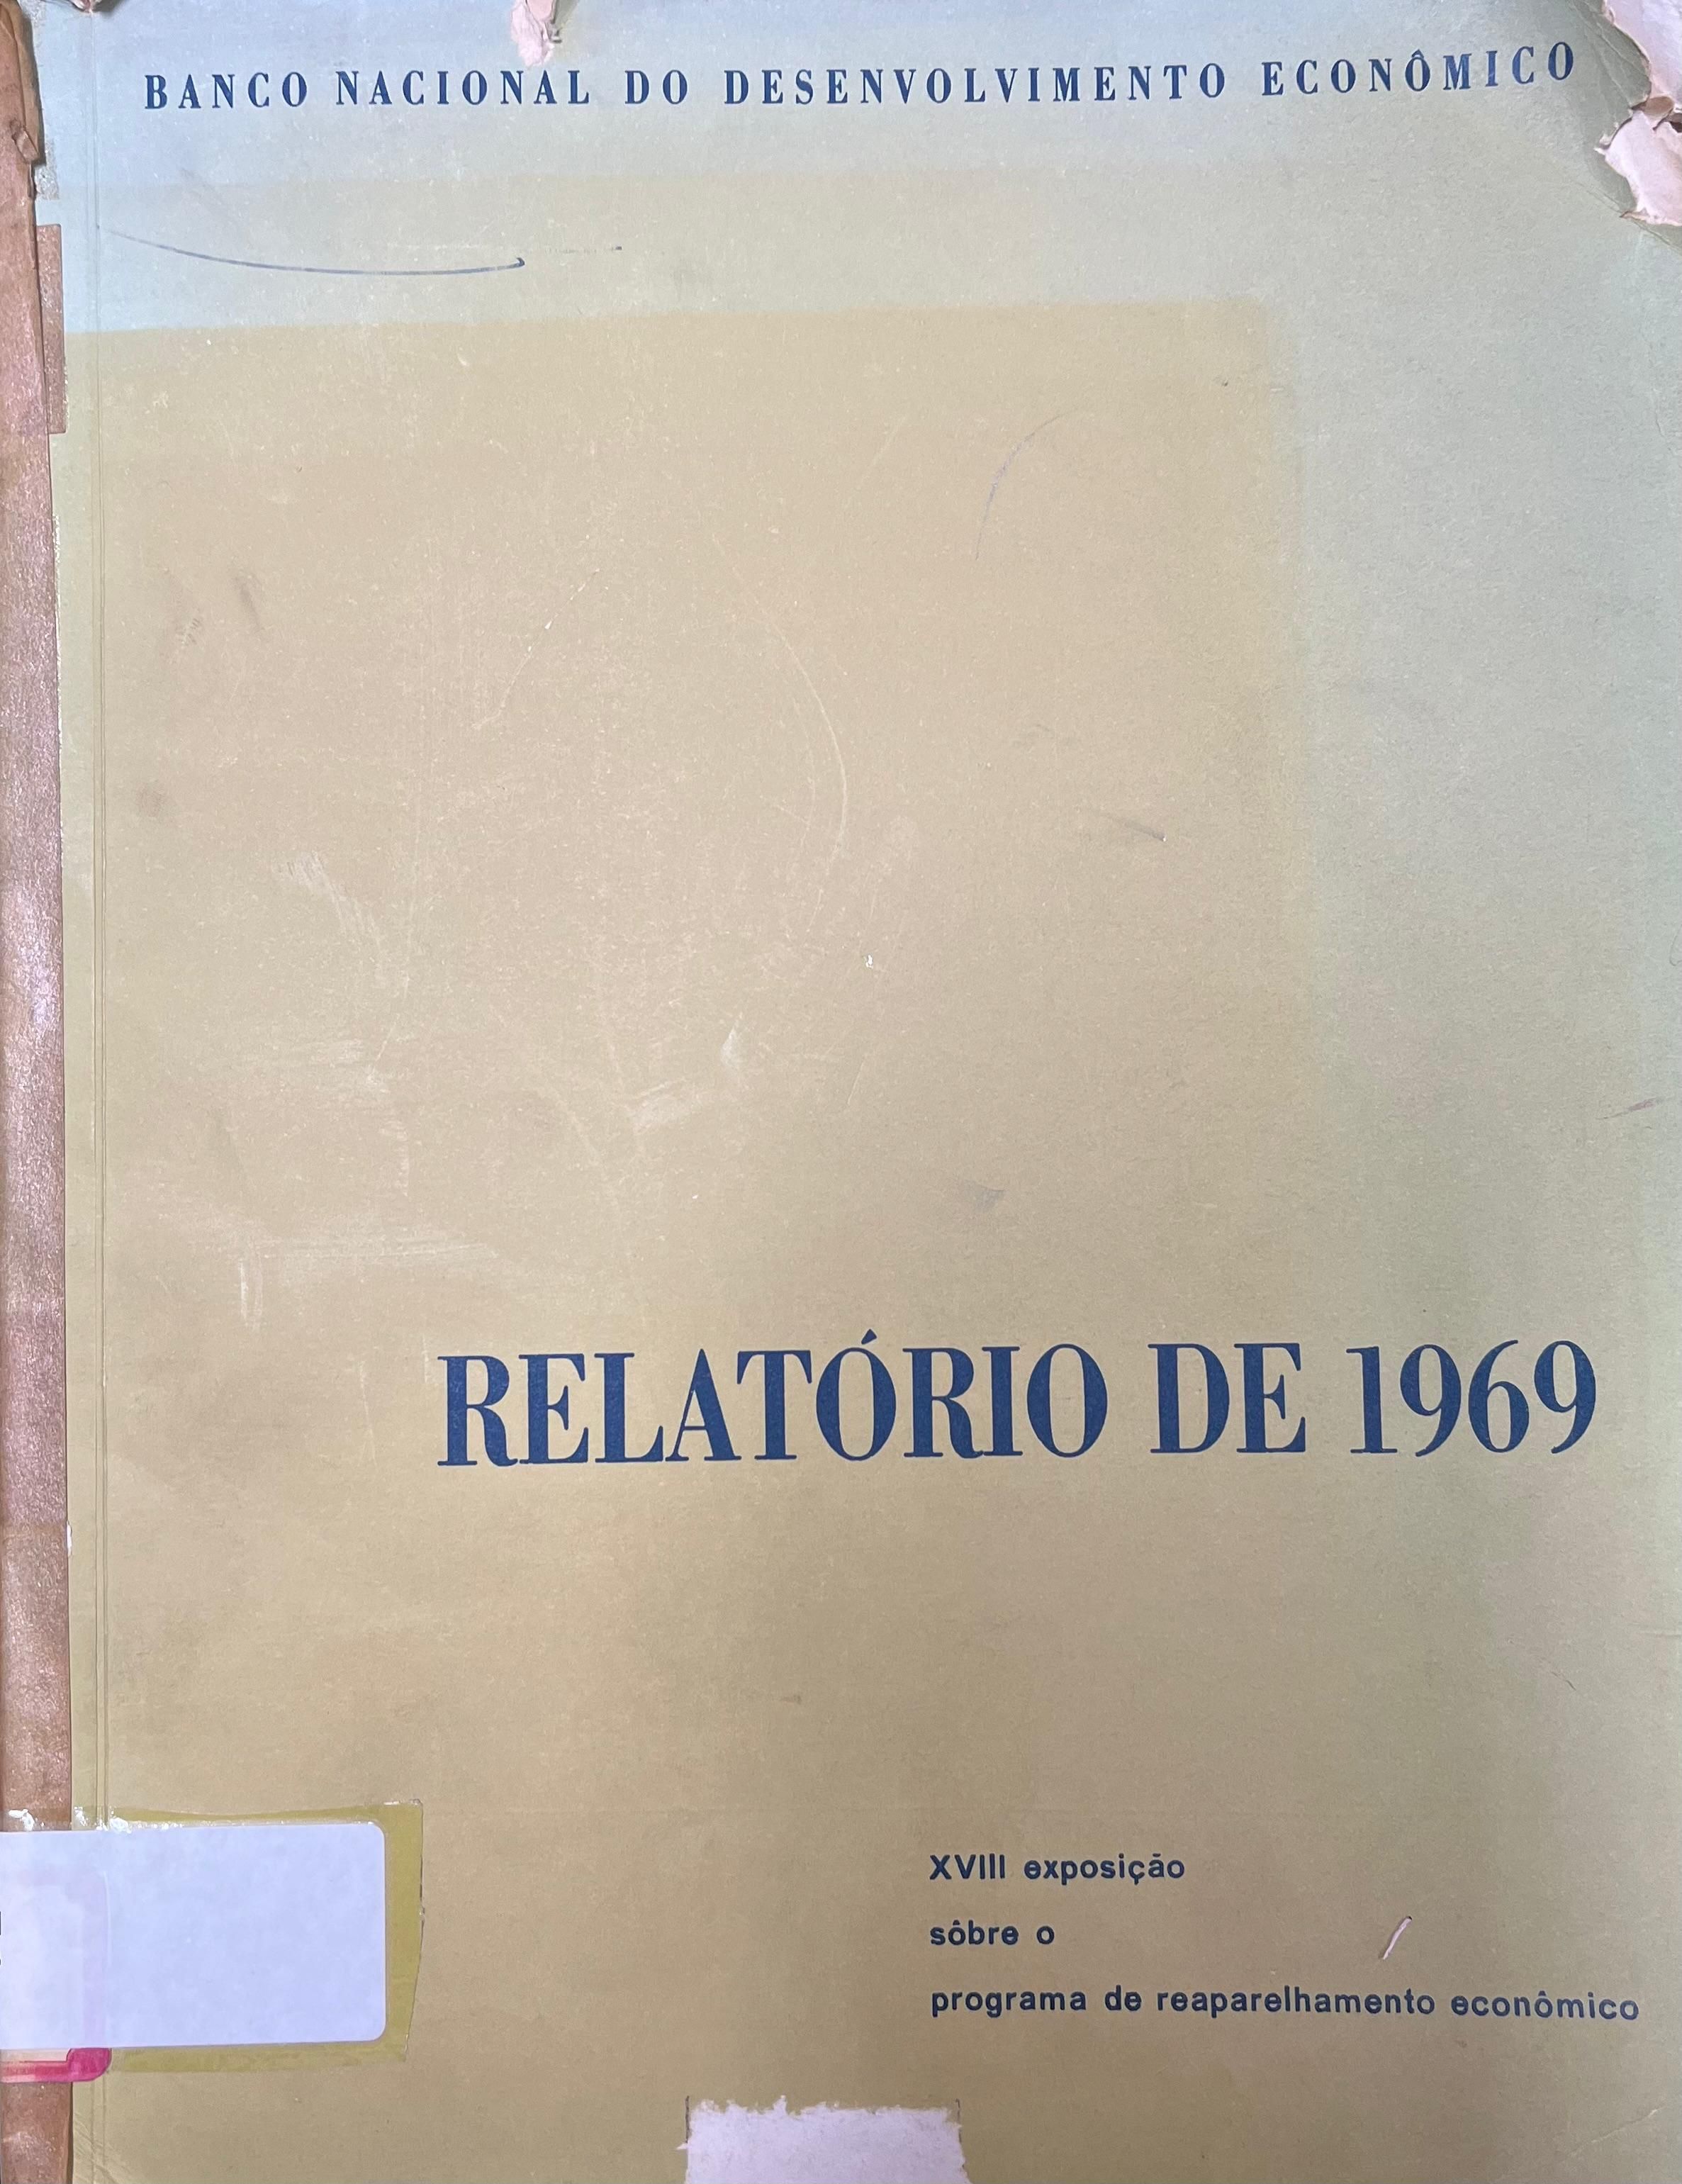 BANCO NACIONAL DO DESENVOLVIMENTO ECONÔMICO
RELATÓRIO DE 1969
XVIII exposição
sôbre o
programa de reaparelhamento econômico